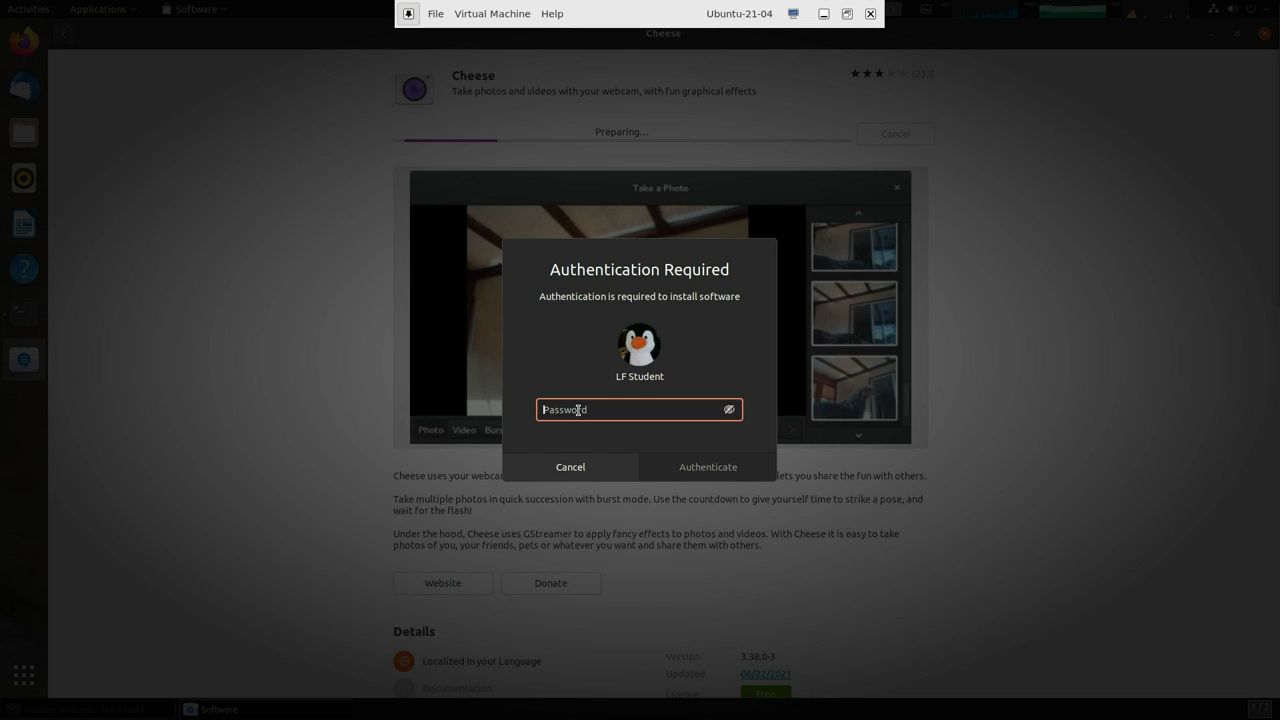 File Virtual Machine Help Ubuntu-21-04
Activities Applications Software
Cheese
Cheese
Take photos and videos with your webcam, with fun graphical effects
(233)
Preparing...
Cancel
Take a Photo
Photo Video
Authentication Required
Authentication is required to install software
LF Student
Password
Cancel Authenticate
Cheese uses your webcam
lets you share the fun with others.
Take multiple photos in quick succession with burst mode. Use the countdown to give yourself time to strike a pose, and
wait for the flash!
Under the hood, Cheese uses GStreamer to apply fancy effects to photos and videos. With Cheese it is easy to take
photos of you, your friends, pets or whatever you want and share them with others.
Website Donate
Details
Localized in your Language
Documentation
Version 3.38.0-3
Updated 06/22/2021
License Free
Software
1/2